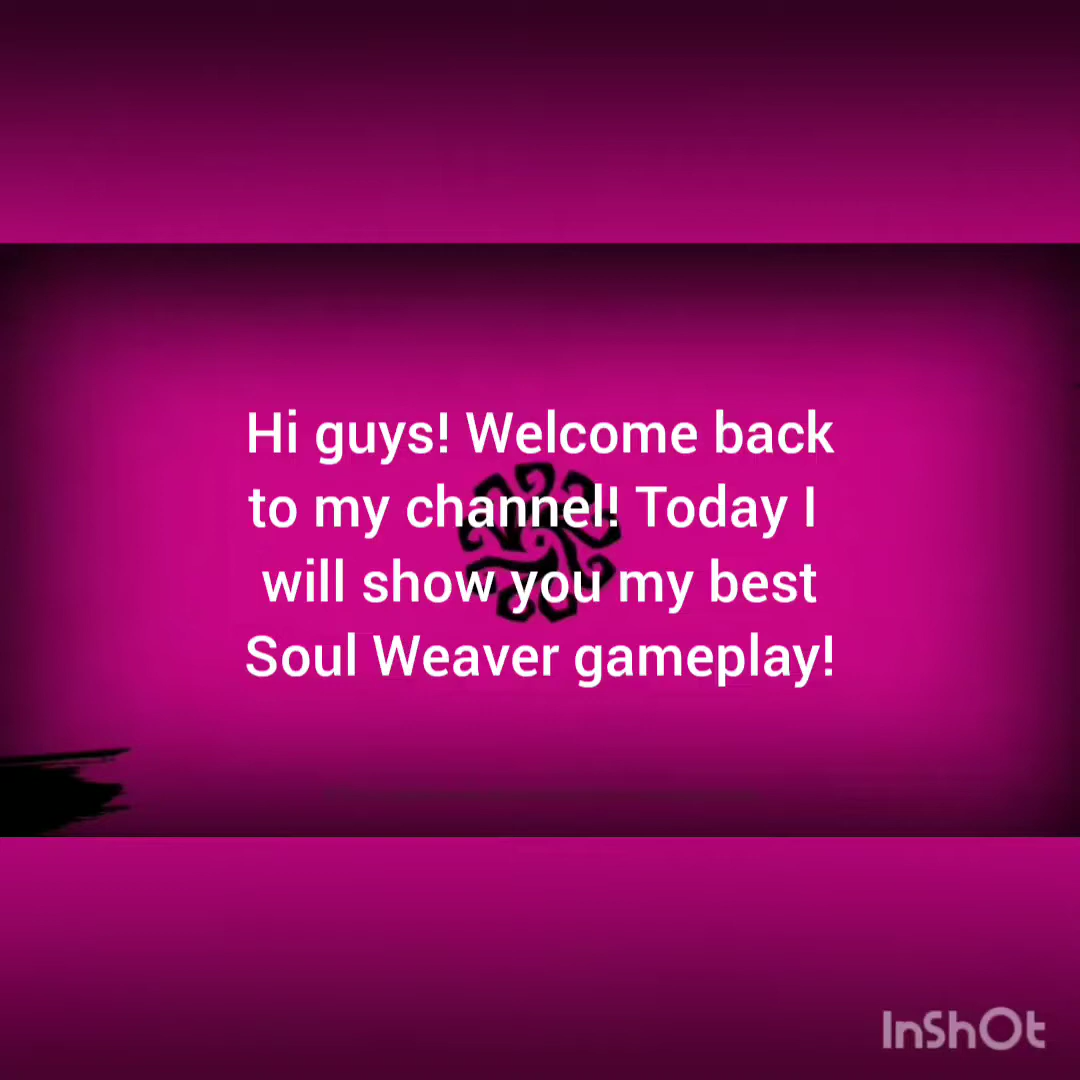 Hi guys! Welcome back
to my channel! Today I
will show you my best
Soul Weaver gameplay!
InShOt